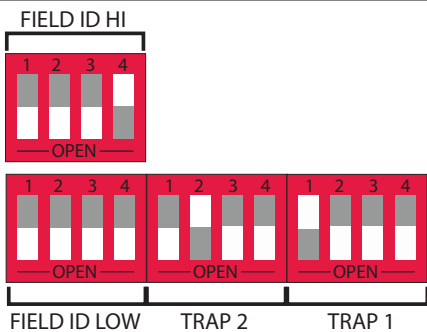 FIELD ID HI
1 2 3 4
OPEN
1 2 3 4 1 2 3 4 1 2 3 4
OPEN OPEN OPEN
FIELD ID LOW TRAP 2 TRAP 1